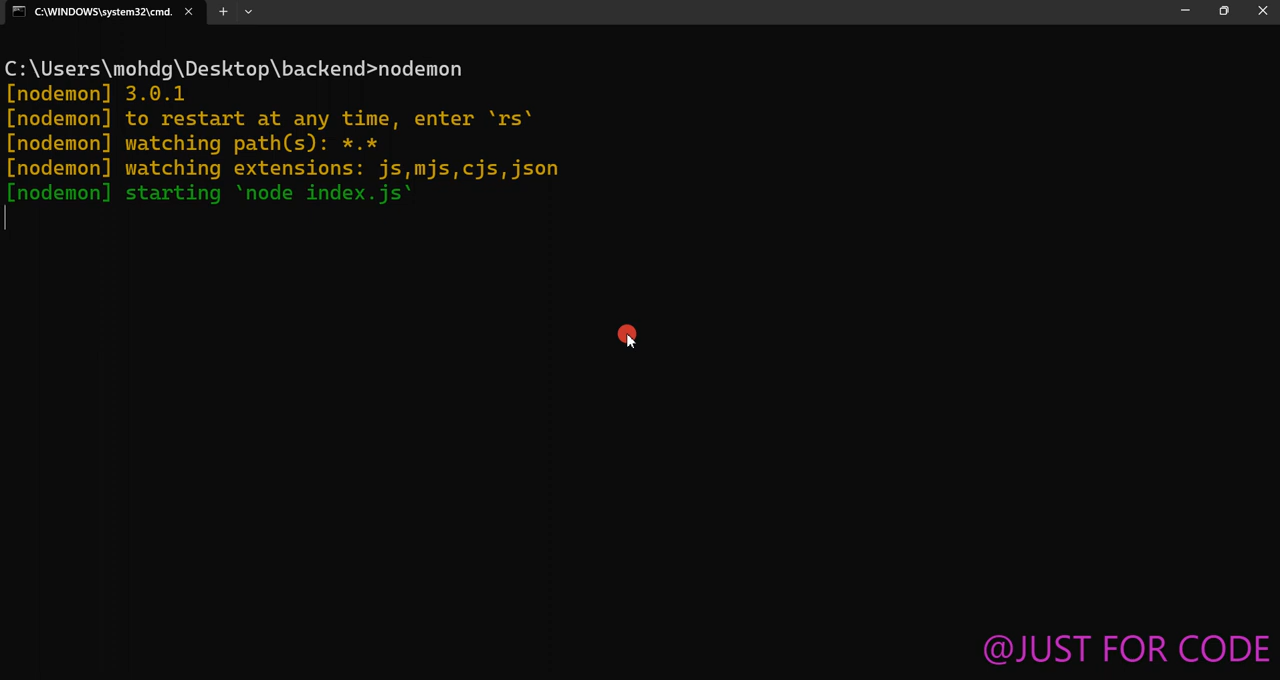 C:\WINDOWS\system32\cmd.
C:\Users\mohdg\Desktop\backend>nodemon
[nodemon] 3.0.1
[nodemon] to restart at any time, enter `rs`
[nodemon] watching path(s): *.*
[nodemon] watching extensions: js,mjs,cjs,json
[nodemon] starting `node index.js`
@JUST FOR CODE